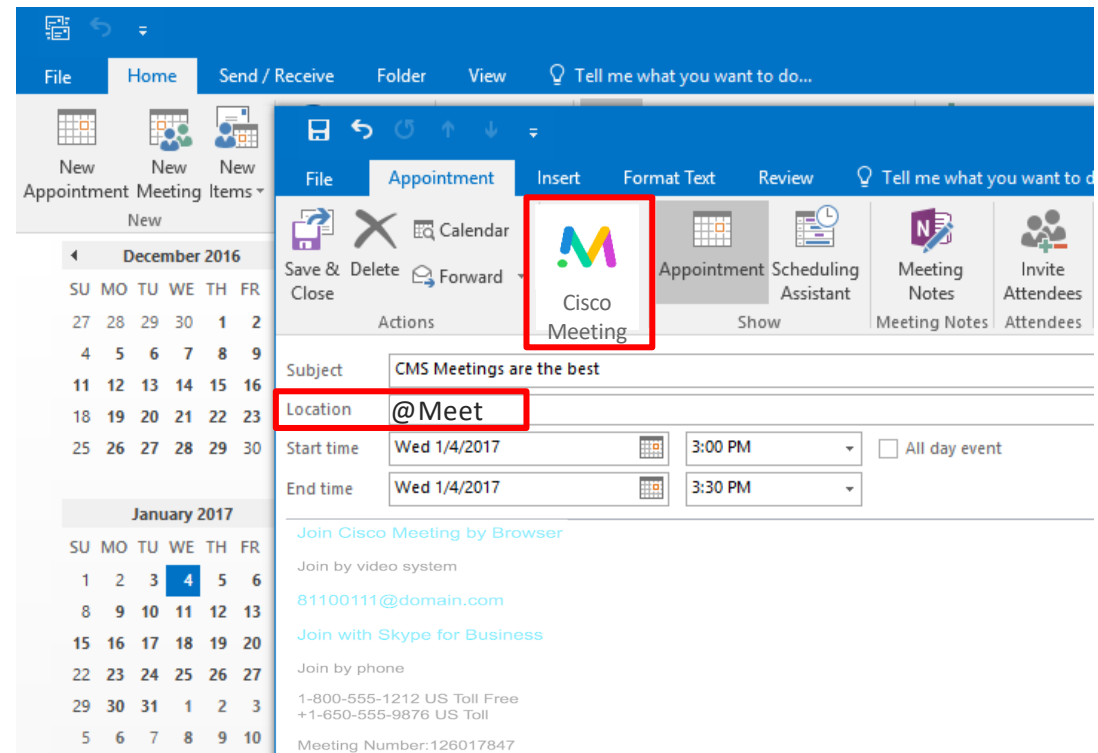 File Home Send / Receive Folder View Tell me what you want to do...
New Appointment
New Meeting
New Items
New
December 2016
SU MO TU WE TH FR
27 28 29 30 1 2
4 5 6 7 8 9
11 12 13 14 15 16
18 19 20 21 22 23
25 26 27 28 29 30
January 2017
SU MO TU WE TH FR
1 2 3 4 5 6
8 9 10 11 12 13
15 16 17 18 19 20
22 23 24 25 26 27
29 30 31 1 2 3
5 6 7 8 9 10
File Appointment Insert Format Text Review Tell me what you want to d
Save & Close
Delete
Calendar
Forward
Actions
Cisco
Meeting
Appointment
Scheduling Assistant
Show
N
Meeting Notes
Meeting Notes
Invite Attendees
Attendees
Subject CMS Meetings are the best
Location @Meet
Start time Wed 1/4/2017 3:00 PM All day event
End time Wed 1/4/2017 3:30 PM
Join Cisco Meeting by Browser
Join by video system
81100111@domain.com
Join with Skype for Business
Join by phone
1-800-555-1212 US Toll Free
+1-650-555-9876 US Toll
Meeting Number:126017847